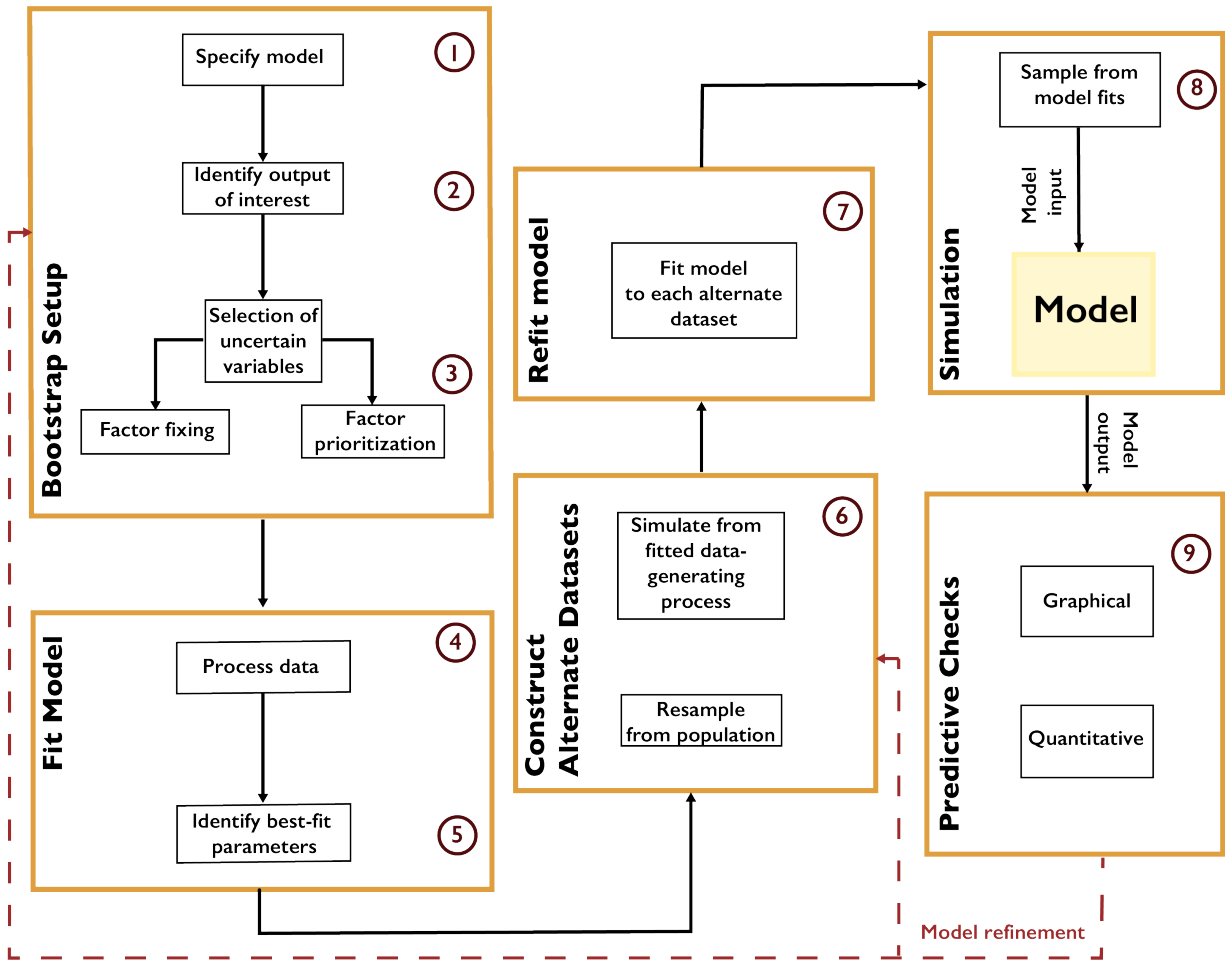 Bootstrap Setup
1
Specify model
2
Identify output
of interest
3
Selection of
uncertain
variables
Factor fixing
Factor
prioritization
Fit Model
4
Process data
5
Identify best-fit
parameters
Construct
Alternate Datasets
6
Simulate from
fitted data-
generating
process
Resample
from population
Refit model
7
Fit model
to each alternate
dataset
Simulation
8
Sample from
model fits
Model
input
Model
Model
output
Predictive Checks
9
Graphical
Quantitative
Model refinement